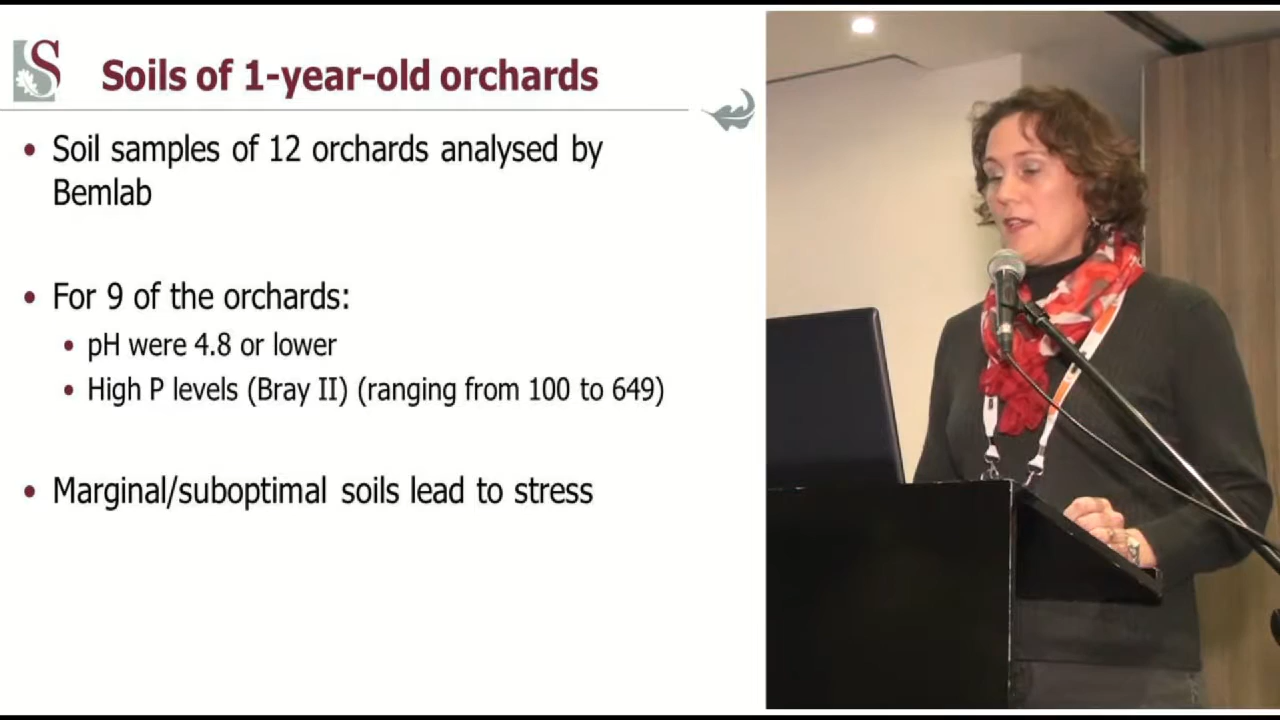 S
Soils of 1-year-old orchards
• Soil samples of 12 orchards analysed by
Bemlab
• For 9 of the orchards:
• pH were 4.8 or lower
• High P levels (Bray II) (ranging from 100 to 649)
• Marginal/suboptimal soils lead to stress